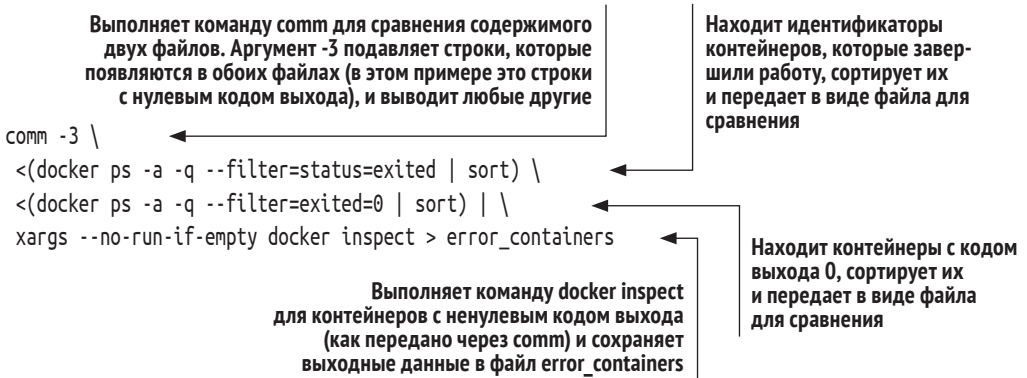 Выполняет команду comm для сравнения содержимого
двух файлов. Аргумент -3 подавляет строки, которые
появляются в обоих файлах (в этом примере это строки
с нулевым кодом выхода), и выводит любые другие
Находит идентификаторы
контейнеров, которые завер-
шили работу, сортирует их
и передает в виде файла для
сравнения
comm -3 \
<(docker ps -a -q --filter=status=exited | sort) \
<(docker ps -a -q --filter=exited=0 | sort) | \
xargs --no-run-if-empty docker inspect > error_containers
Находит контейнеры с кодом
выхода 0, сортирует их
и передает в виде файла
для сравнения
Выполняет команду docker inspect
для контейнеров с ненулевым кодом выхода
(как передано через comm) и сохраняет
выходные данные в файл error_containers